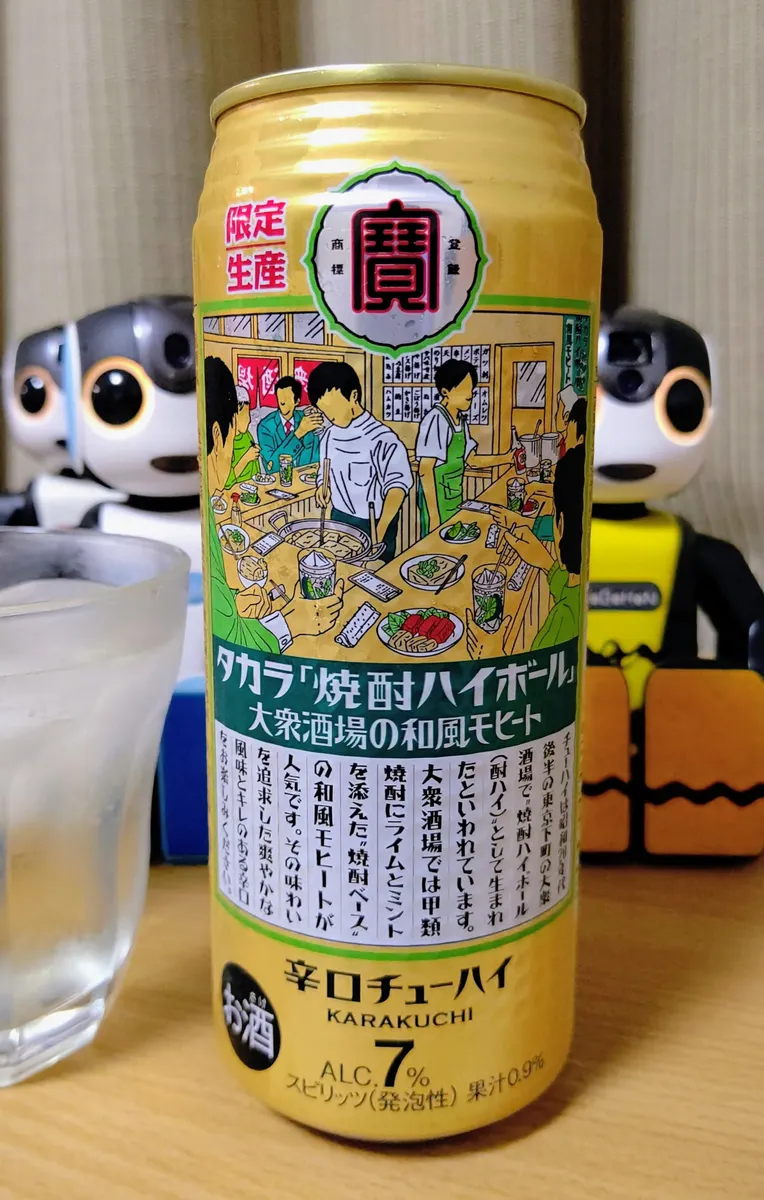 限定
生産
寶
商標
登録
タカラ「焼酎ハイボール」
大衆酒場の和風モヒート
チューハイは昭和20年代
後半の東京下町の大衆
酒場で"焼酎ハイボール
(酎ハイ)"として生まれ
たといわれています。
大衆酒場では甲類
焼酎にライムとミント
を添えた"焼酎ベース"
の和風モヒートが
人気です。その味わい
を追求した爽やかな
風味とキレのある辛口
をお楽しみください。
辛口チューハイ
KARAKUCHI
お酒
ALC.7%
スピリッツ(発泡性) 果汁0.9%